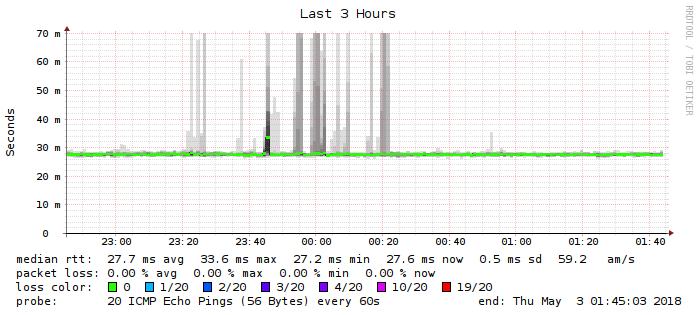 Last 3 Hours
RRDTOOL / TOBI OETIKER
Seconds
70 m
60 m
50 m
40 m
30 m
20 m
10 m
0
23:00 23:20 23:40 00:00 00:20 00:40 01:00 01:20 01:40
median rtt: 27.7 ms avg 33.6 ms max 27.2 ms min 27.6 ms now 0.5 ms sd 59.2 am/s
packet loss: 0.00 % avg 0.00 % max 0.00 % min 0.00 % now
loss color: 0 1/20 2/20 3/20 4/20 10/20 19/20
probe: 20 ICMP Echo Pings (56 Bytes) every 60s end: Thu May 3 01:45:03 2018